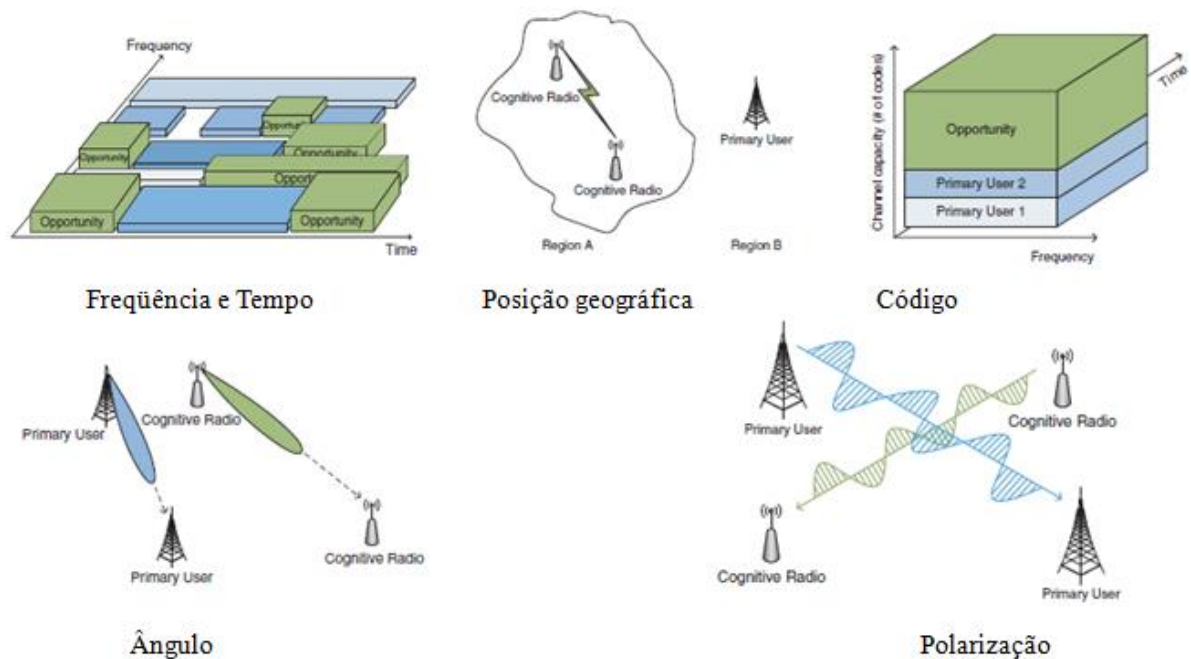 Frequency
Opportunity
Opportunity
Opportunity
Opportunity
Opportunity
Opportunity
Time
Freqüência e Tempo
Cognitive Radio
Cognitive Radio
Primary User
Region A
Region B
Posição geográfica
Channel capacity (# of codes)
Time
Opportunity
Primary User 2
Primary User 1
Frequency
Código
Primary User
Cognitive Radio
Primary User
Cognitive Radio
Ângulo
Primary User
Cognitive Radio
Cognitive Radio
Primary User
Polarização